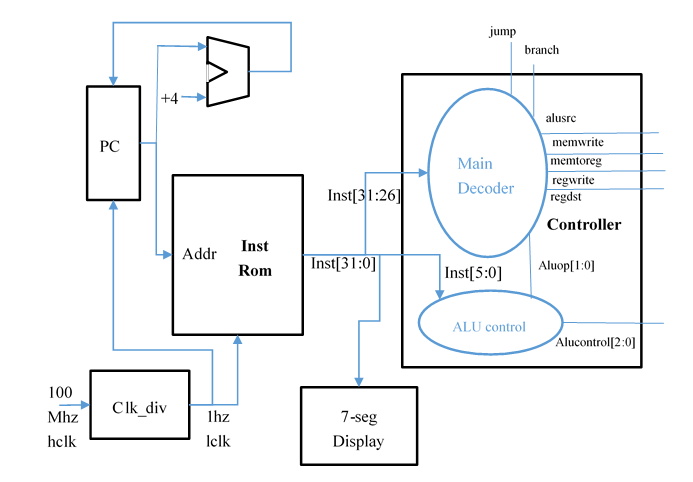 jump
branch
+4
PC
alusrc
memwrite
memtoreg
regwrite
regdst
Main
Decoder
Controller
Inst[31:26]
Addr
Inst
Rom
Inst[31:0]
Inst[5:0]
Aluop[1:0]
ALU control
Alucontrol[2:0]
100
Mhz
hclk
Clk_div
1hz
lclk
7-seg
Display